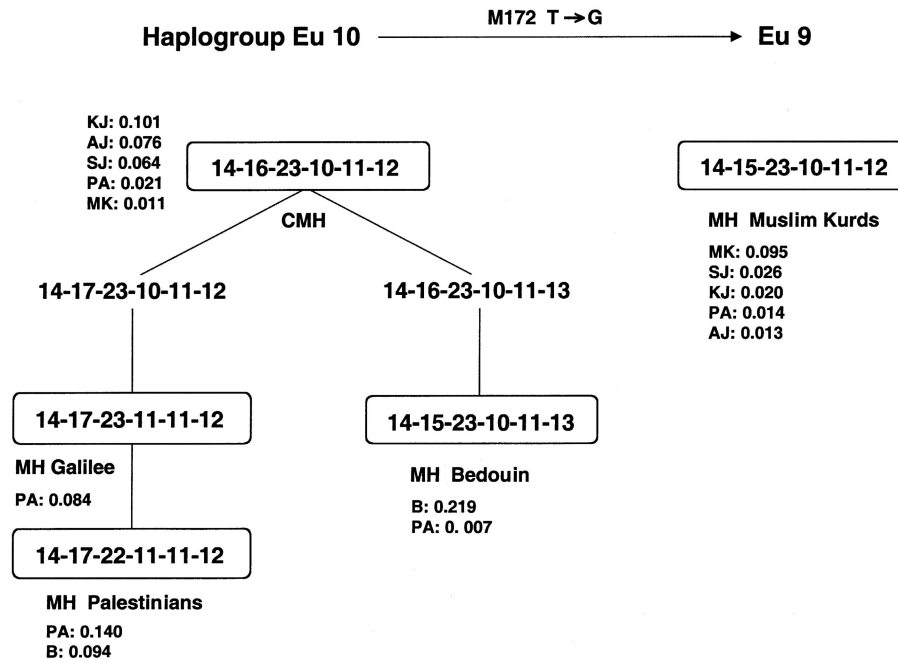 M172 T→G
Haplogroup Eu 10
Eu 9
KJ: 0.101
AJ: 0.076
SJ: 0.064
PA: 0.021
MK: 0.011
14-16-23-10-11-12
CMH
14-15-23-10-11-12
MH Muslim Kurds
MK: 0.095
SJ: 0.026
KJ: 0.020
PA: 0.014
AJ: 0.013
14-17-23-10-11-12
14-16-23-10-11-13
14-17-23-11-11-12
MH Galilee
PA: 0.084
14-15-23-10-11-13
MH Bedouin
B: 0.219
PA: 0. 007
14-17-22-11-11-12
MH Palestinians
PA: 0.140
B: 0.094